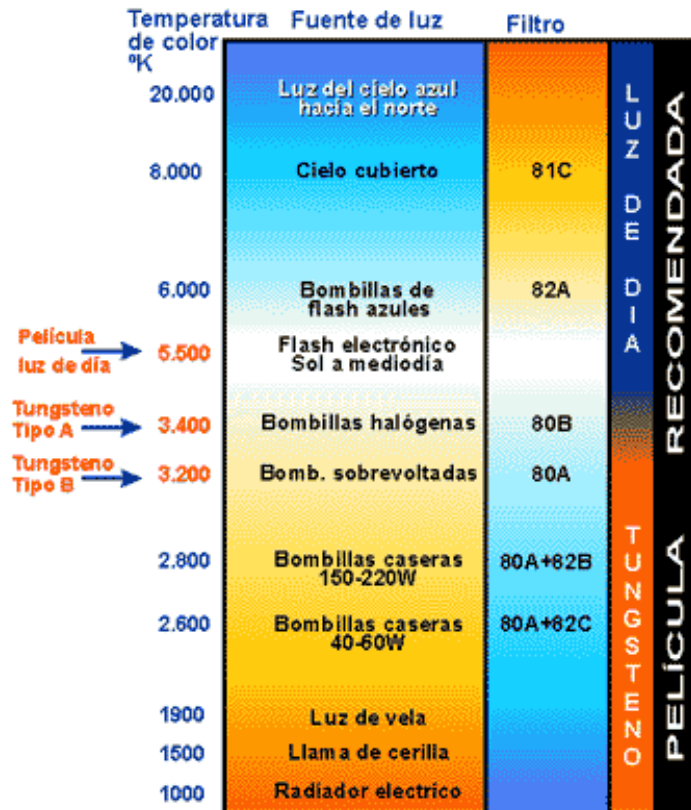 Temperatura de color ºK
Fuente de luz
Filtro
20.000
Luz del cielo azul
hacia el norte
8.000
Cielo cubierto
81C
6.000
Bombillas de
flash azules
82A
Película
luz de día
5.500
Flash electrónico
Sol a mediodía
Tungsteno
Tipo A
3.400
Bombillas halógenas
80B
Tungsteno
Tipo B
3.200
Bomb. sobrevoltadas
80A
2.800
Bombillas caseras
150-220W
80A+82B
2.600
Bombillas caseras
40-60W
80A+82C
1900
Luz de vela
1500
Llama de cerilla
1000
Radiador electrico
LUZ DE DIA
TUNGSTENO
PELÍCULA RECOMENDADA